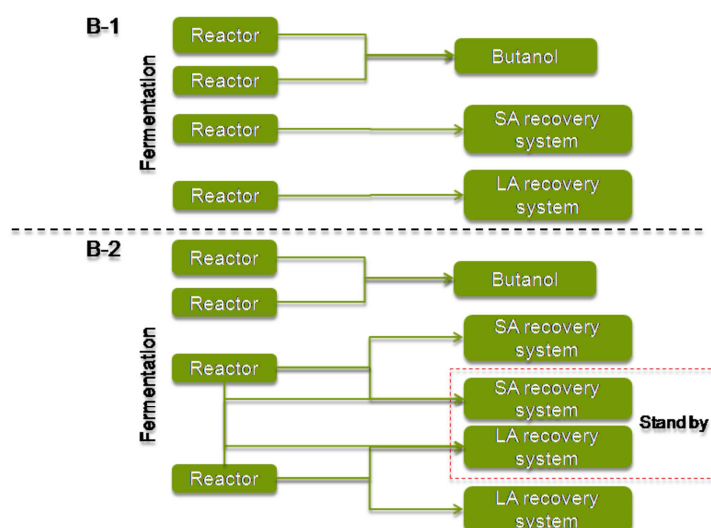 B-1
Fermentation
Reactor
Butanol
Reactor
Reactor
SA recovery
system
Reactor
LA recovery
system
B-2
Fermentation
Reactor
Butanol
Reactor
SA recovery
system
Reactor
SA recovery
system
Stand by
LA recovery
system
Reactor
LA recovery
system